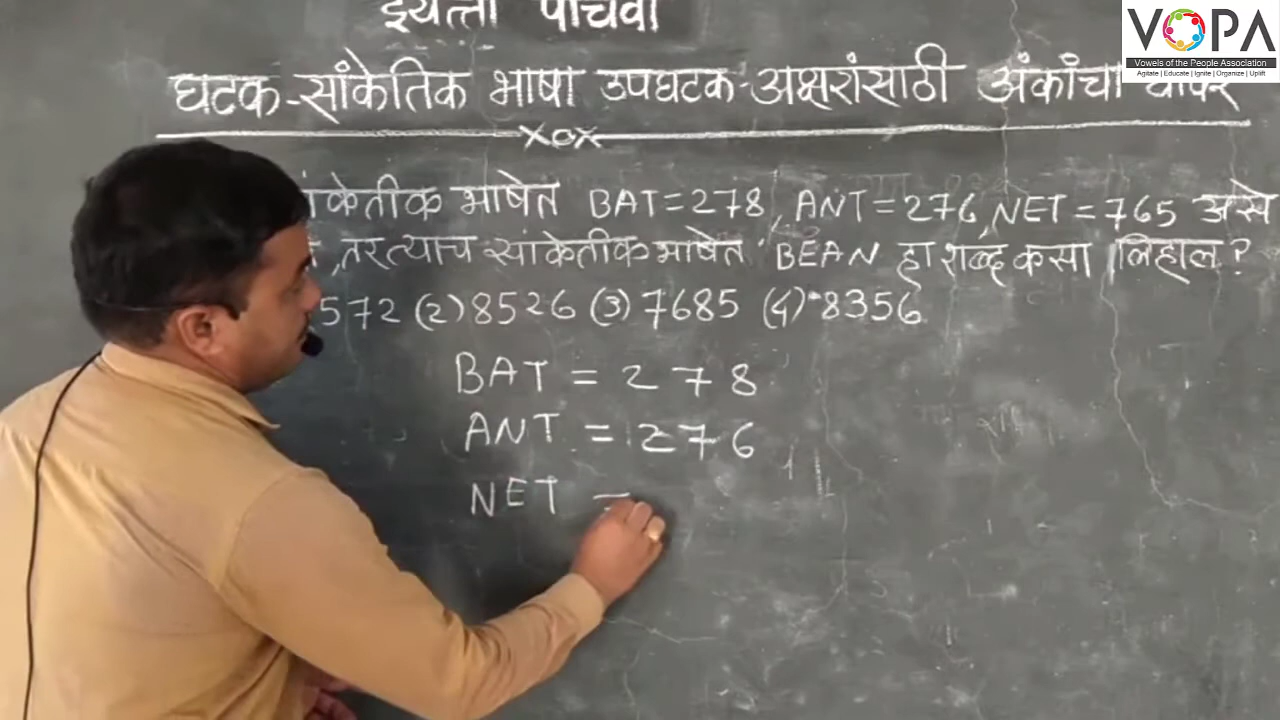 इयत्ता पाचवी
VOPA
Vowels of the People Association
Agitate | Educate | Ignite | Organize | Uplift
घटक-सांकेतिक भाषा उपघटक-अक्षरांसाठी अंकांचा वापर
भाषेत BAT=278, ANT=276, NET=765 असे
,तर त्याच सांकेतीक भाषेत 'BEAN हा शब्द कसा लिहाल?
572 (2) 8526 (3) 7685 (4) 8356
BAT = 278
ANT = 276
NET =